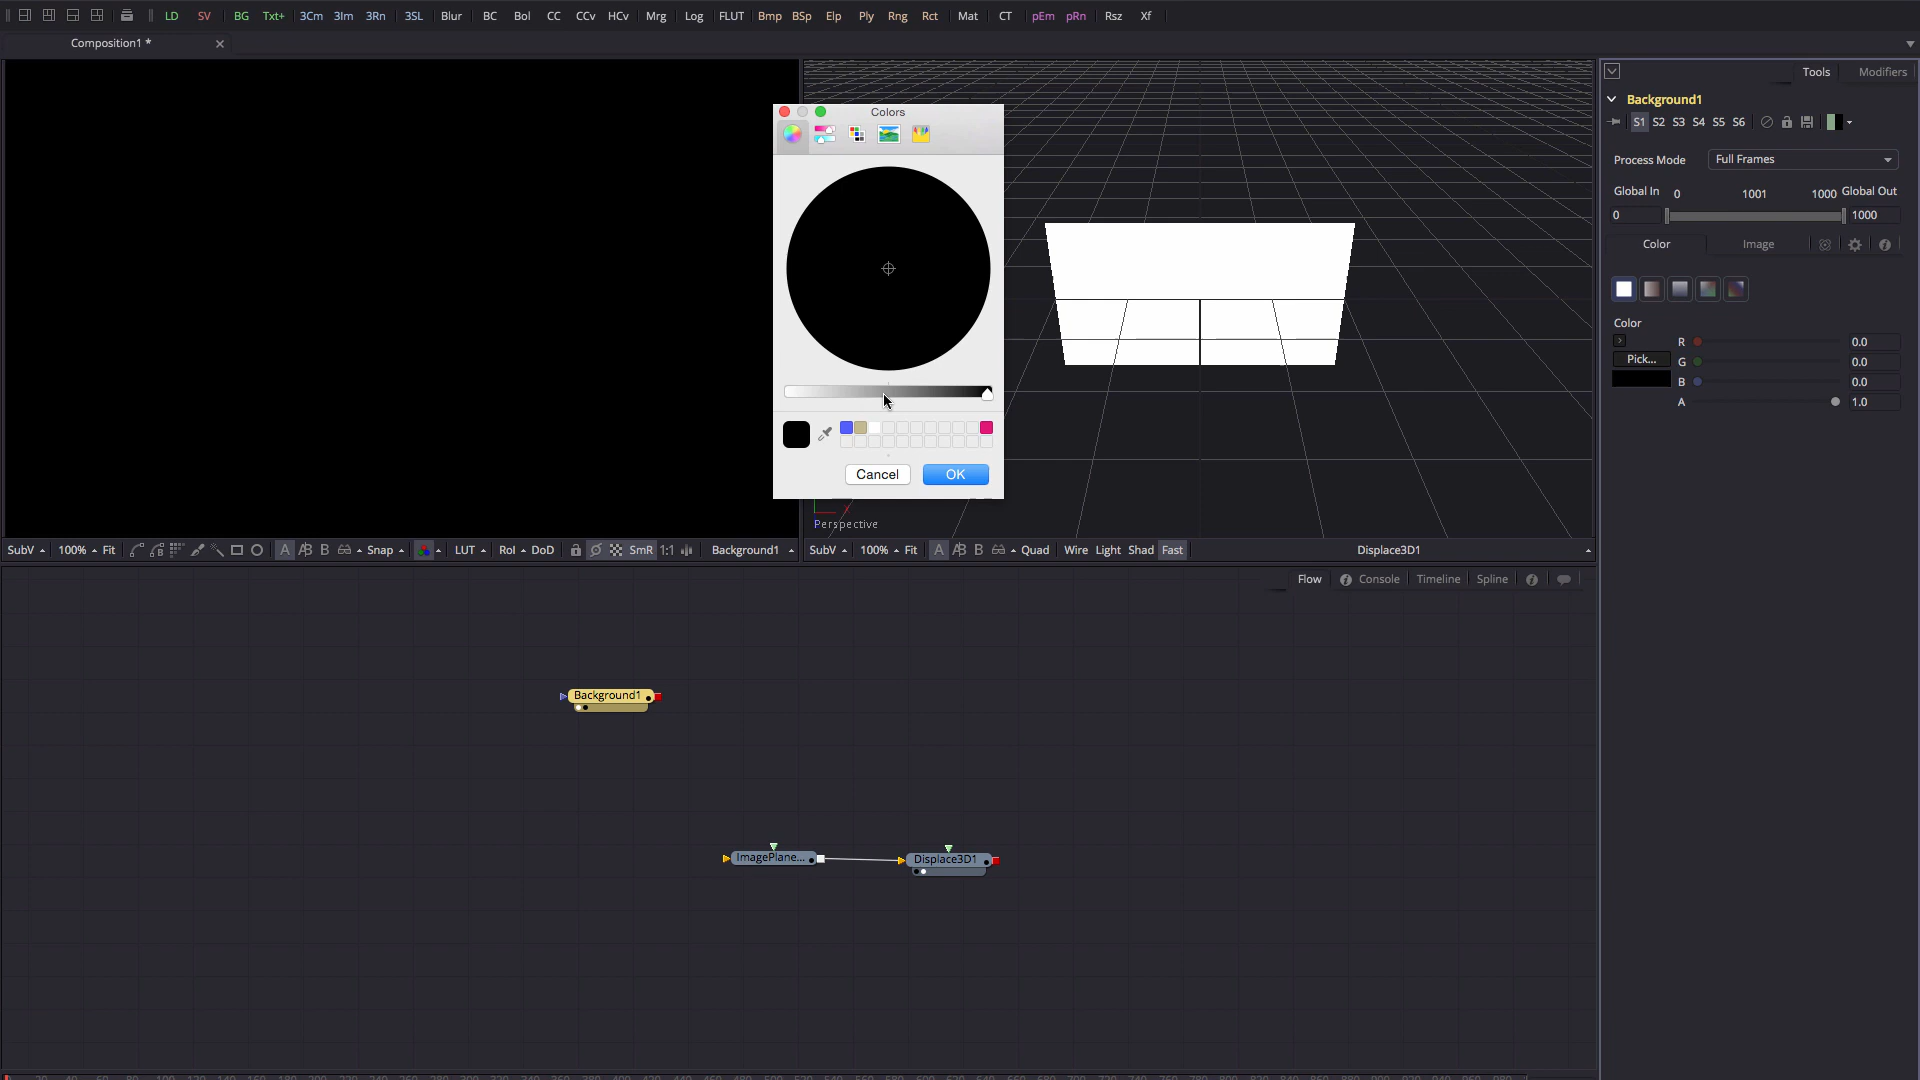 LD SV BG Txt+ 3Cm 3Im 3Rn 3SL Blur BC Bol CC CCv HCv Mrg Log FLUT Bmp BSp Elp Ply Rng Rct Mat CT pEm pRn Rsz Xf
Composition1 *
Colors
Cancel OK
Perspective
SubV 100% Fit A B B Snap LUT RoI DoD SmR 1:1 Background1
SubV 100% Fit A B B Quad Wire Light Shad Fast Displace3D1
Flow Console Timeline Spline
Background1
ImagePlane...
Displace3D1
Tools Modifiers
Background1
S1 S2 S3 S4 S5 S6
Process Mode Full Frames
Global In 0 1001 1000 Global Out
0 1000
Color Image
Color
R 0.0
Pick... G 0.0
B 0.0
A 1.0